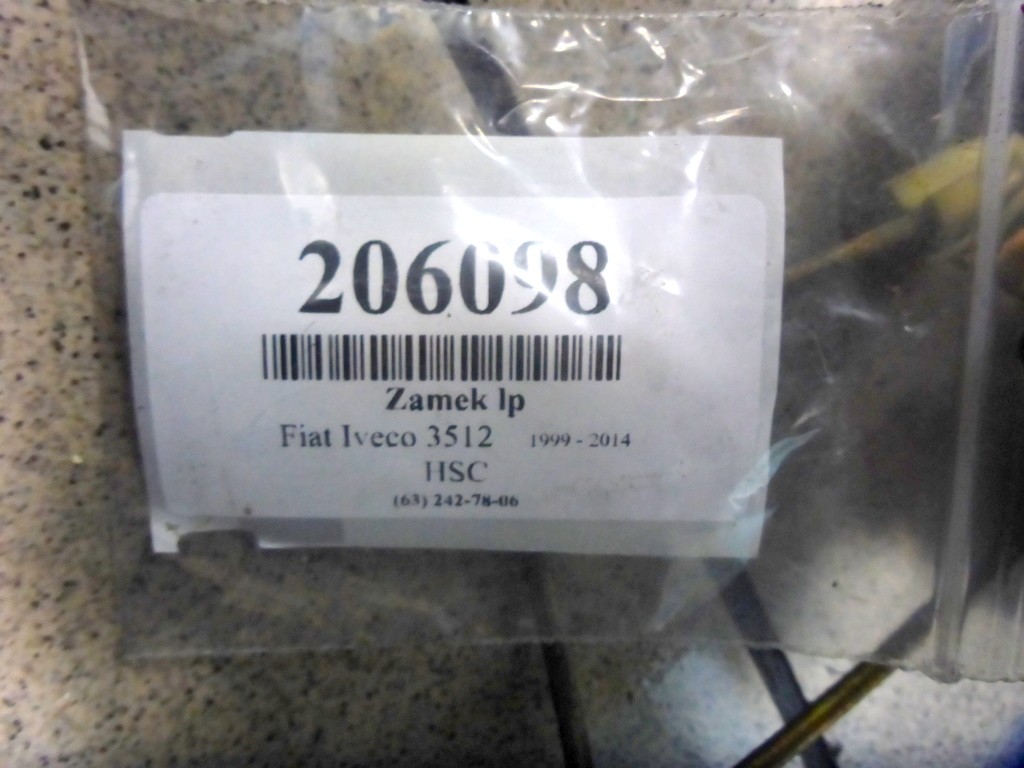 206098
Zamek lp
Fiat Iveco 3512 1999 - 2014
HSC
(63) 242-78-06